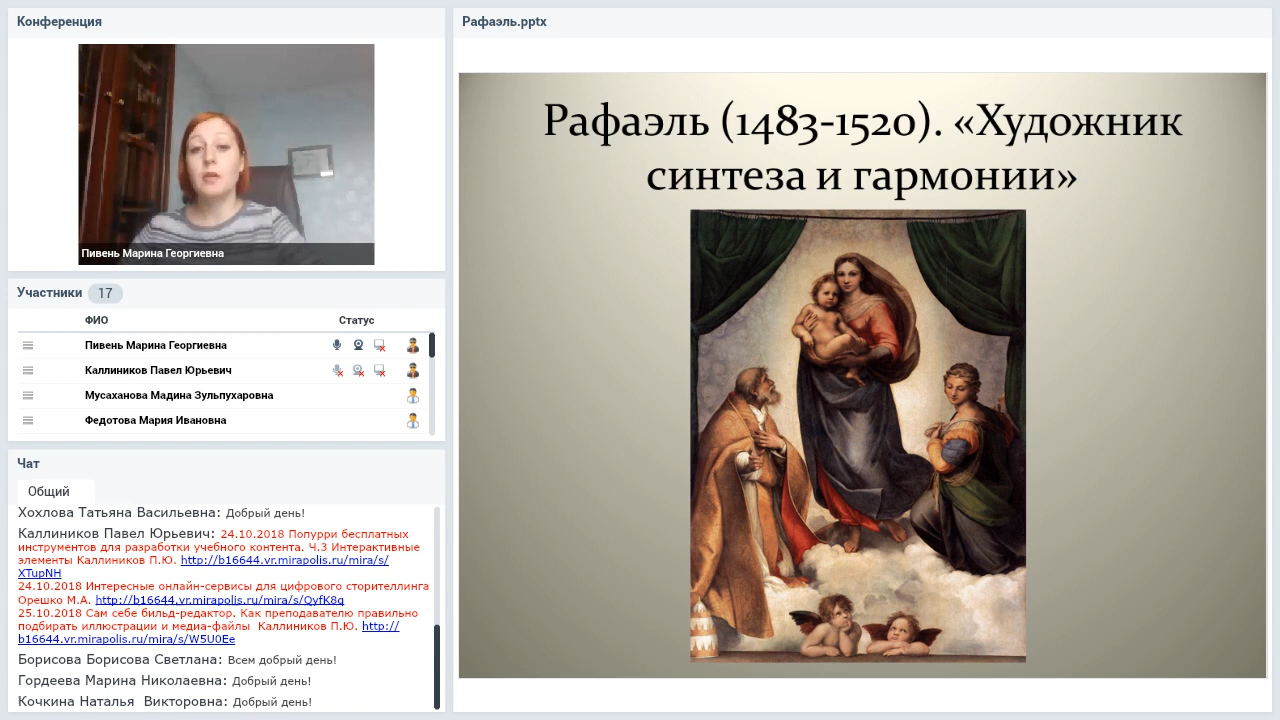 Конференция
Пивень Марина Георгиевна
Участники 17
ФИО Статус
Пивень Марина Георгиевна
Каллиников Павел Юрьевич
Мусаханова Мадина Зульпухаровна
Федотова Мария Ивановна
Чат
Общий
Хохлова Татьяна Васильевна: Добрый день!
Каллиников Павел Юрьевич: 24.10.2018 Попурри бесплатных
инструментов для разработки учебного контента. Ч.3 Интерактивные
элементы Каллиников П.Ю. http://b16644.vr.mirapolis.ru/mira/s/
XTupNH
24.10.2018 Интересные онлайн-сервисы для цифрового сторителлинга
Орешко М.А. http://b16644.vr.mirapolis.ru/mira/s/QyfK8q
25.10.2018 Сам себе бильд-редактор. Как преподавателю правильно
подбирать иллюстрации и медиа-файлы  Каллиников П.Ю. http://
b16644.vr.mirapolis.ru/mira/s/W5U0Ee
Борисова Борисова Светлана: Всем добрый день!
Гордеева Марина Николаевна: Добрый день!
Кочкина Наталья  Викторовна: Добрый день!
Рафаэль.pptx
Рафаэль (1483-1520). «Художник
синтеза и гармонии»